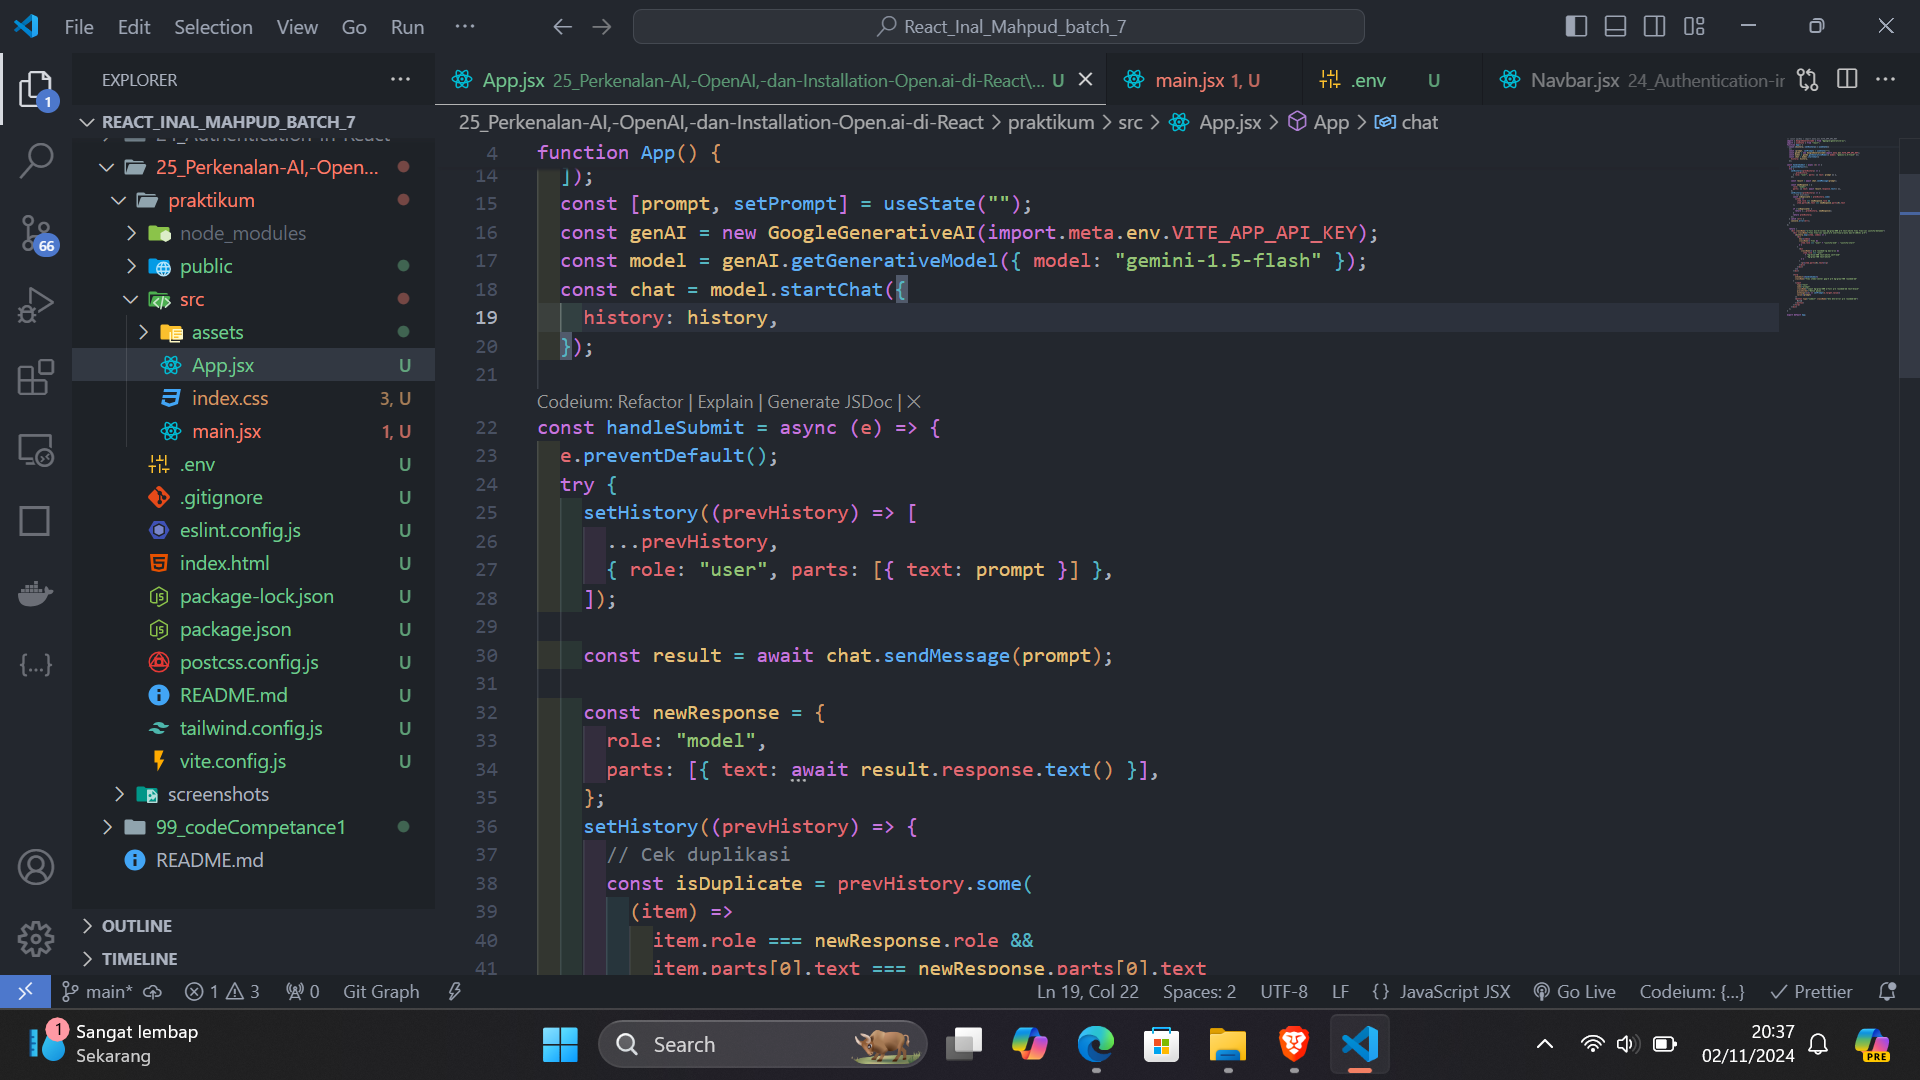 File Edit Selection View Go Run ···
React_Inal_Mahpud_batch_7
EXPLORER
REACT_INAL_MAHPUD_BATCH_7
25_Perkenalan-AI,-Open...
praktikum
node_modules
public
src
assets
App.jsx U
index.css 3, U
main.jsx 1, U
.env U
.gitignore U
eslint.config.js U
index.html U
package-lock.json U
package.json U
postcss.config.js U
README.md U
tailwind.config.js U
vite.config.js U
screenshots
99_codeCompetance1
README.md
OUTLINE
TIMELINE
1
66
App.jsx 25_Perkenalan-AI,-OpenAI,-dan-Installation-Open.ai-di-React\... U
main.jsx 1, U
.env U
Navbar.jsx 24_Authentication-ir
25_Perkenalan-AI,-OpenAI,-dan-Installation-Open.ai-di-React > praktikum > src > App.jsx > App > chat
4 function App() {
14 ]);
15 const [prompt, setPrompt] = useState("");
16 const genAI = new GoogleGenerativeAI(import.meta.env.VITE_APP_API_KEY);
17 const model = genAI.getGenerativeModel({ model: "gemini-1.5-flash" });
18 const chat = model.startChat({
19 history: history,
20 });
21
Codeium: Refactor | Explain | Generate JSDoc | ×
22 const handleSubmit = async (e) => {
23 e.preventDefault();
24 try {
25 setHistory((prevHistory) => [
26 ...prevHistory,
27 { role: "user", parts: [{ text: prompt }] },
28 ]);
29
30 const result = await chat.sendMessage(prompt);
31
32 const newResponse = {
33 role: "model",
34 parts: [{ text: await result.response.text() }],
35 };
36 setHistory((prevHistory) => {
37 // Cek duplikasi
38 const isDuplicate = prevHistory.some(
39 (item) =>
40 item.role === newResponse.role &&
41 item.parts[0].text === newResponse.parts[0].text
main* 1 3 0 Git Graph
Ln 19, Col 22 Spaces: 2 UTF-8 LF {} JavaScript JSX Go Live Codeium: {...} Prettier
1
Sangat lembap
Sekarang
Search
20:37
02/11/2024
PRE